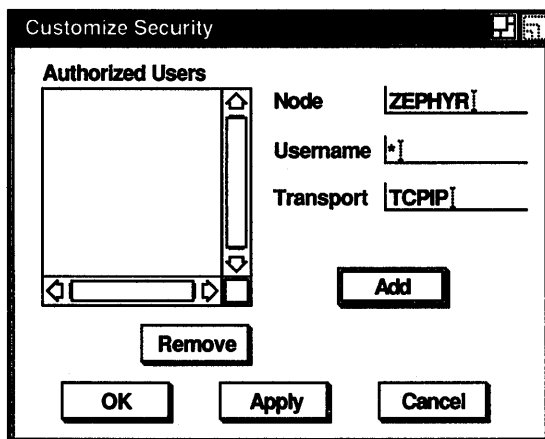 Customize Security
Authorized Users
Node ZEPHYR
Username *
Transport TCPIP
Add
Remove
OK Apply Cancel